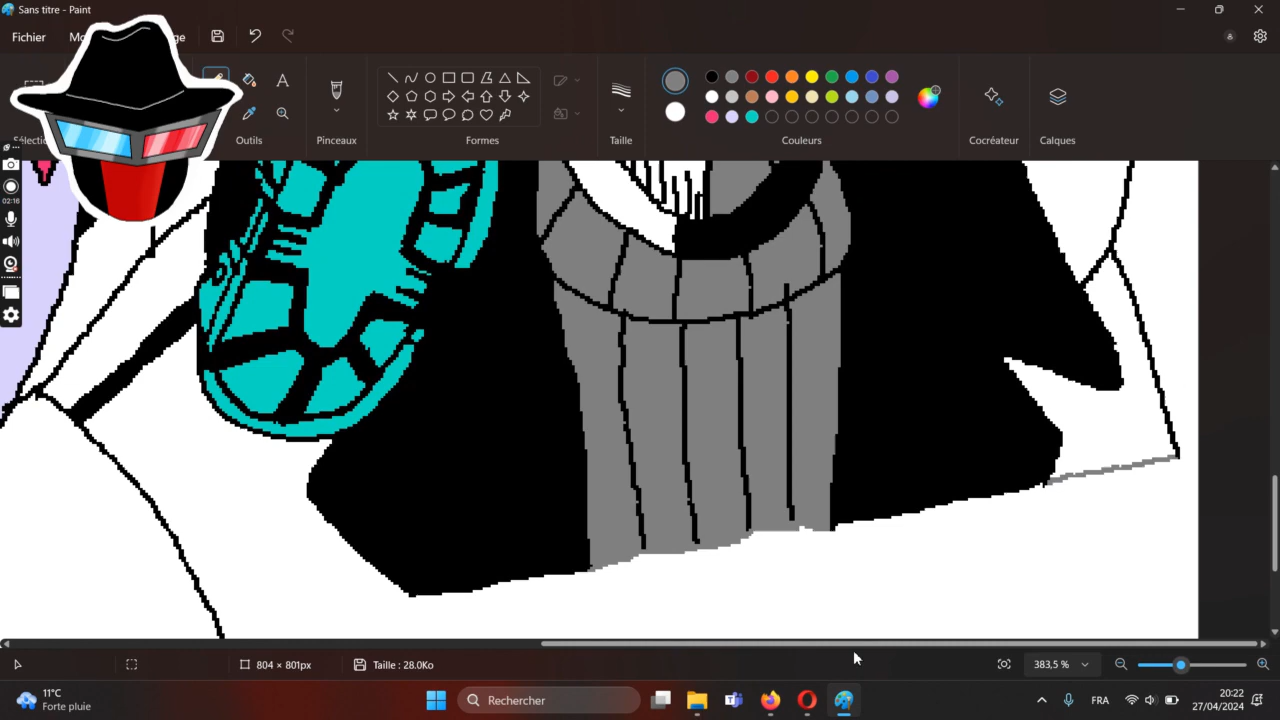 Sans titre - Paint
Fichier
Mo
ge
Sélectio
Outils
Pinceaux
Formes
Taille
Couleurs
Cocréateur
Calques
A
02:16
804 × 801px
Taille : 28.0Ko
383,5 %
11°C
Forte pluie
Rechercher
FRA
20:22
27/04/2024